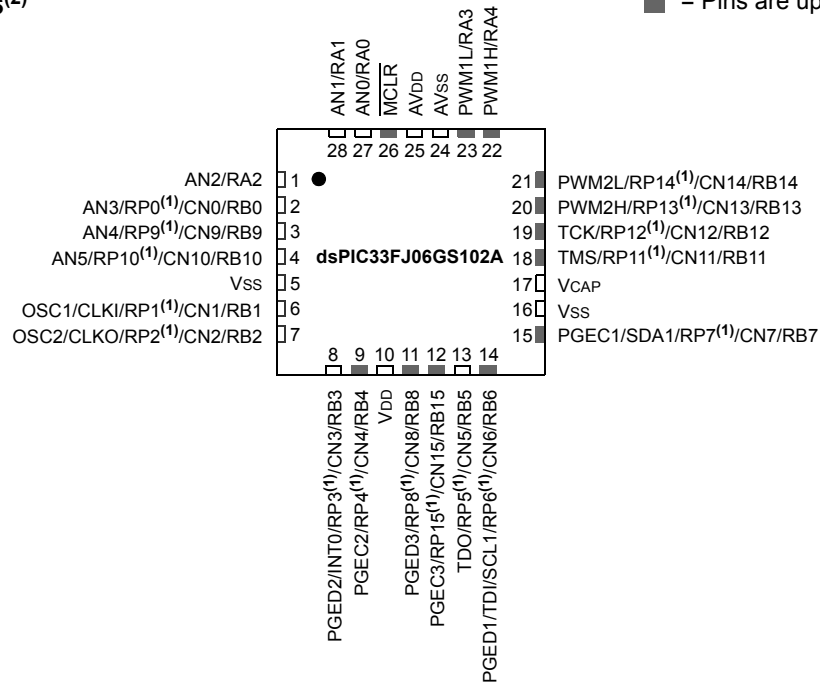 (2)
= Pins are up
AN1/RA1
AN0/RA0
MCLR
AVDD
AVSS
PWM1L/RA3
PWM1H/RA4
28 27 26 25 24 23 22
AN2/RA2 1
AN3/RP0(1)/CN0/RB0 2
AN4/RP9(1)/CN9/RB9 3
AN5/RP10(1)/CN10/RB10 4
VSS 5
OSC1/CLKI/RP1(1)/CN1/RB1 6
OSC2/CLKO/RP2(1)/CN2/RB2 7
dsPIC33FJ06GS102A
21 PWM2L/RP14(1)/CN14/RB14
20 PWM2H/RP13(1)/CN13/RB13
19 TCK/RP12(1)/CN12/RB12
18 TMS/RP11(1)/CN11/RB11
17 VCAP
16 VSS
15 PGEC1/SDA1/RP7(1)/CN7/RB7
8 9 10 11 12 13 14
PGED2/INT0/RP3(1)/CN3/RB3
PGEC2/RP4(1)/CN4/RB4
VDD
PGED3/RP8(1)/CN8/RB8
PGEC3/RP15(1)/CN15/RB15
TDO/RP5(1)/CN5/RB5
PGED1/TDI/SCL1/RP6(1)/CN6/RB6